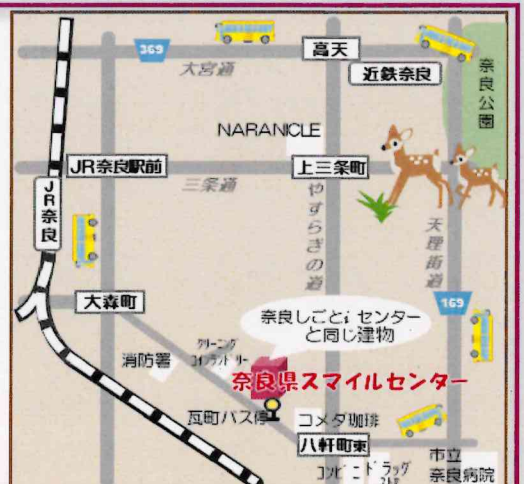 369
高天
大宮通
近鉄奈良
奈良公園
NARANICLE
JR奈良駅前
上三条町
三条通
JR奈良
やすらぎの道
天理街道
大森町
169
奈良しごとiセンター
と同じ建物
クリーニング
コインランドリー
消防署
奈良県スマイルセンター
瓦町バス停
コメダ珈琲
八軒町東
市立
奈良病院
コンビニ
ドラッグ